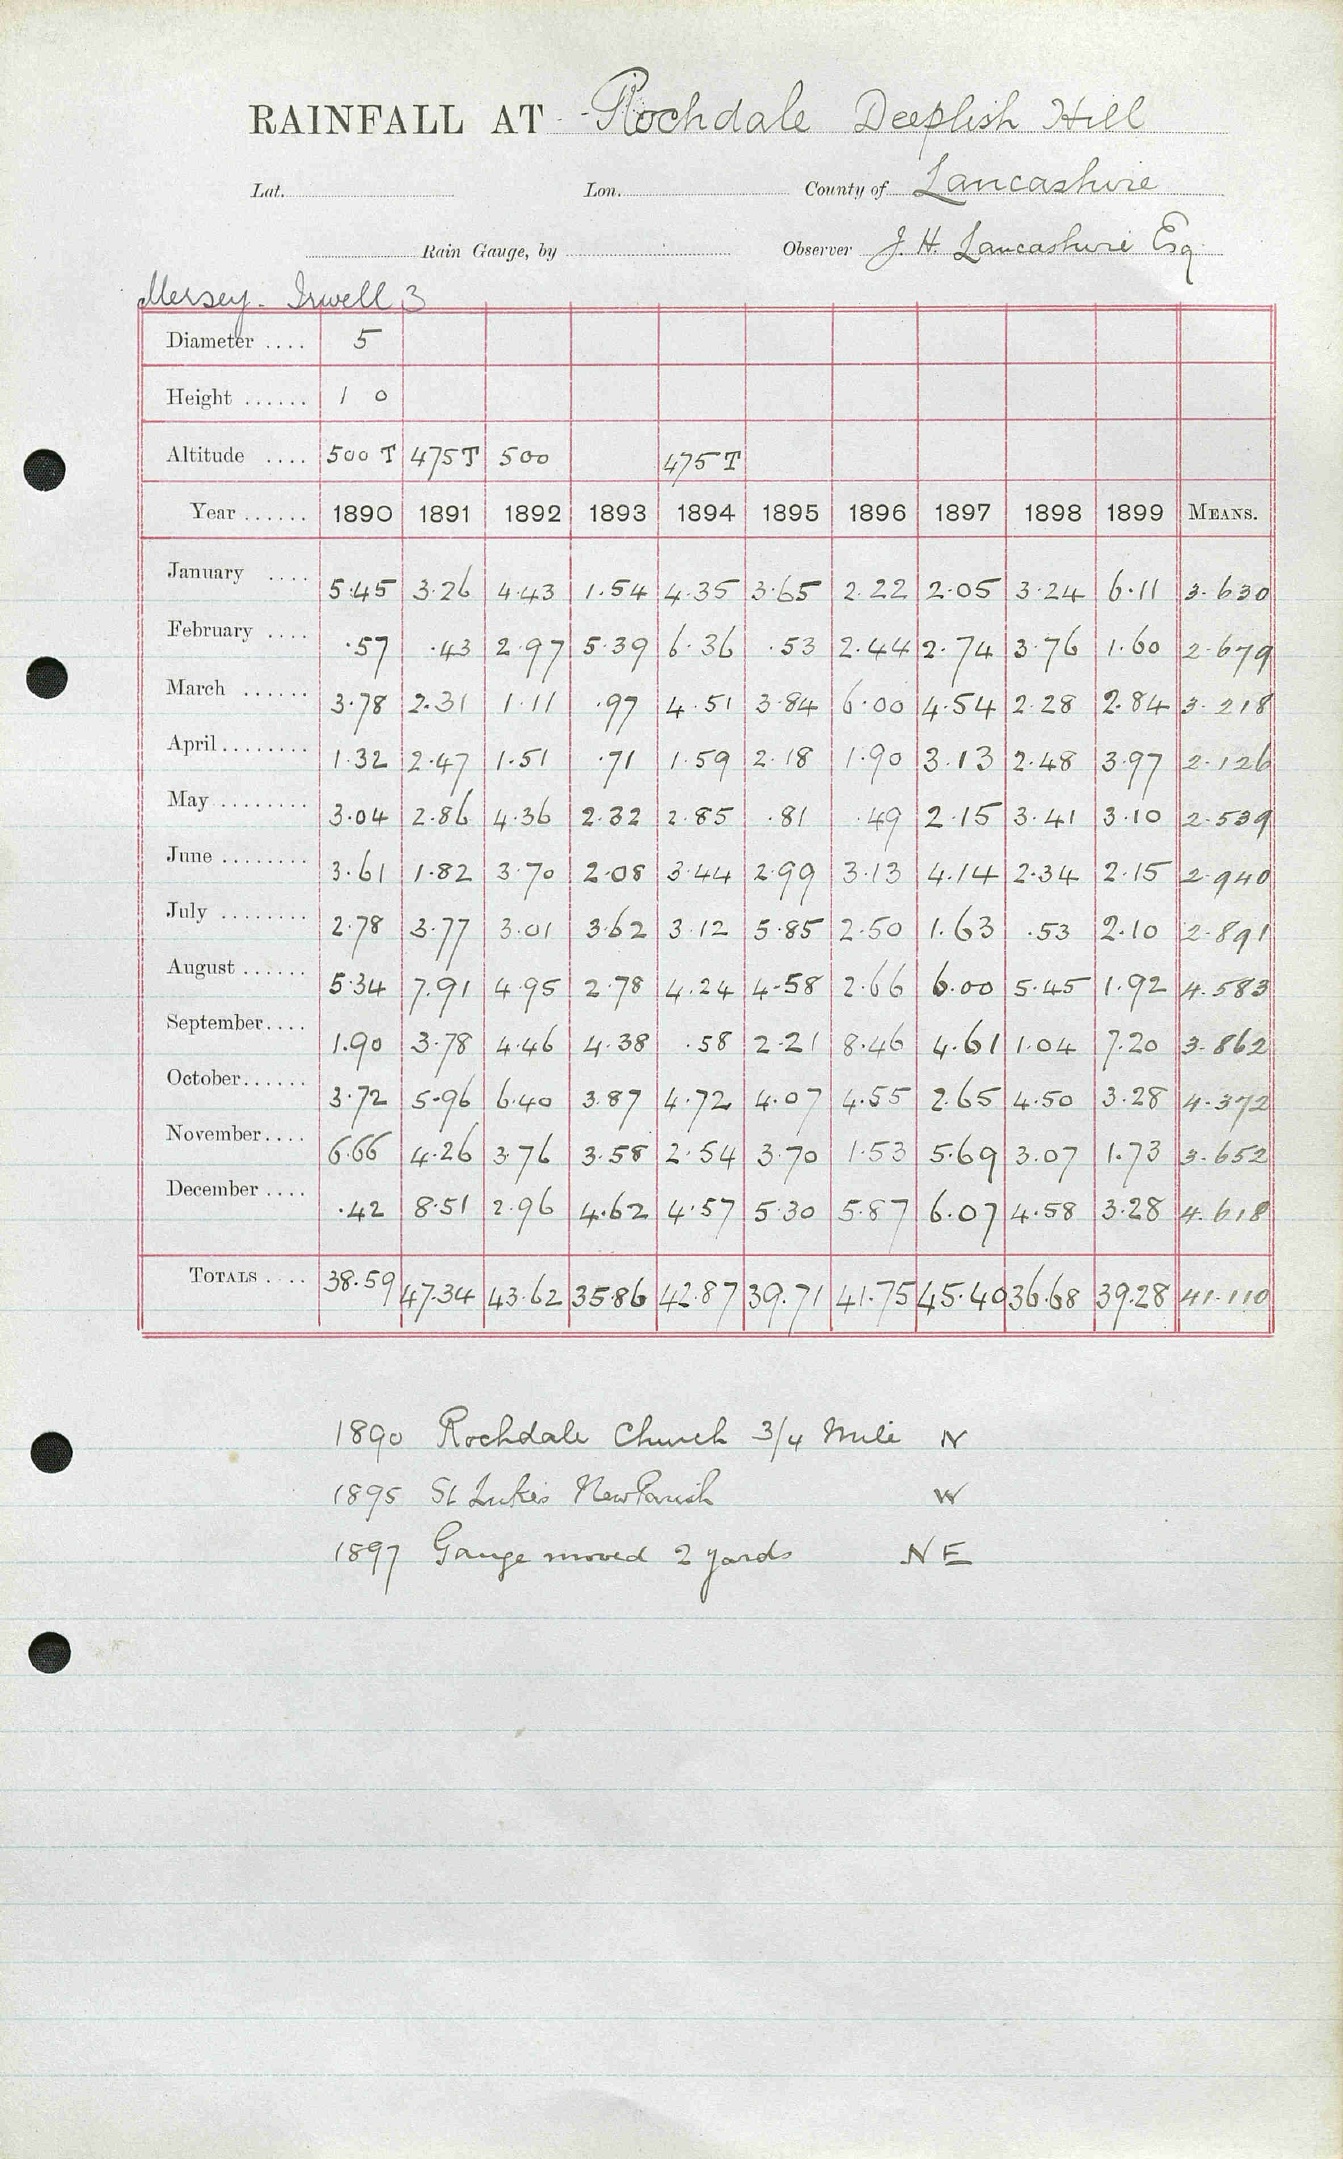 RAINFALL AT Rochdale Deeplish Hill
Lat. Lon. County of Lancashire
Rain Gauge, by Observer J. H. Lancashire Esq
Mersey. Irwell 3
Diameter .... 5
Height ...... 1 0
Altitude .... 500 T 475 T 500 475 T
Year ...... 1890 1891 1892 1893 1894 1895 1896 1897 1898 1899 MEANS.
January .... 5.45 3.26 4.43 1.54 4.35 3.65 2.22 2.05 3.24 6.11 3.630
February .... .57 .43 2.97 5.39 6.36 .53 2.44 2.74 3.76 1.60 2.679
March ...... 3.78 2.31 1.11 .97 4.51 3.84 6.00 4.54 2.28 2.84 3.218
April........ 1.32 2.47 1.51 .71 1.59 2.18 1.90 3.13 2.48 3.97 2.126
May ........ 3.04 2.86 4.36 2.32 2.85 .81 .49 2.15 3.41 3.10 2.539
June ........ 3.61 1.82 3.70 2.08 3.44 2.99 3.13 4.14 2.34 2.15 2.940
July ........ 2.78 3.77 3.01 3.62 3.12 5.85 2.50 1.63 .53 2.10 2.891
August ...... 5.34 7.91 4.95 2.78 4.24 4.58 2.66 6.00 5.45 1.92 4.583
September.... 1.90 3.78 4.46 4.38 .58 2.21 8.46 4.61 1.04 7.20 3.862
October...... 3.72 5.96 6.40 3.87 4.72 4.07 4.55 2.65 4.50 3.28 4.372
November.... 6.66 4.26 3.76 3.58 2.54 3.70 1.53 5.69 3.07 1.73 3.652
December .... .42 8.51 2.96 4.62 4.57 5.30 5.87 6.07 4.58 3.28 4.618
TOTALS .... 38.59 47.34 43.62 35.86 42.87 39.71 41.75 45.40 36.68 39.28 41.110
1890 Rochdale Church 3/4 Mile N
1895 St Lukes New Parish W
1897 Gauge moved 2 yards NE